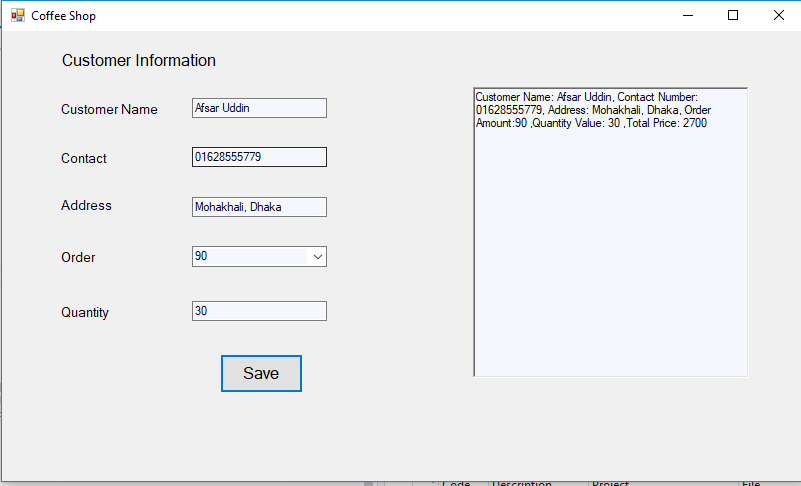 Coffee Shop
Customer Information
Customer Name
Afsar Uddin
Contact
01628555779
Address
Mohakhali, Dhaka
Order
90
Quantity
30
Save
Customer Name: Afsar Uddin, Contact Number:
01628555779, Address: Mohakhali, Dhaka, Order
Amount:90 ,Quantity Value: 30 ,Total Price: 2700
Code
Description
Project
File